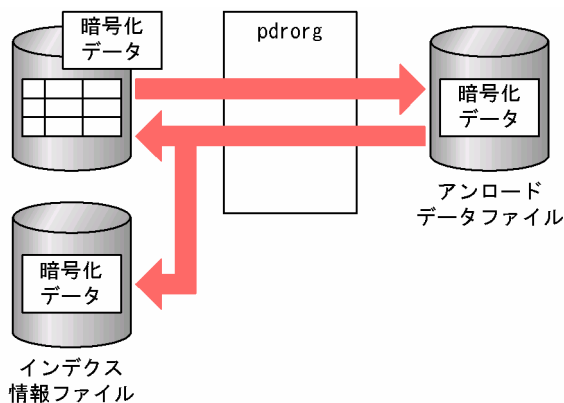 暗号化
データ
pdrorg
暗号化
データ
アンロード
データファイル
暗号化
データ
インデクス
情報ファイル